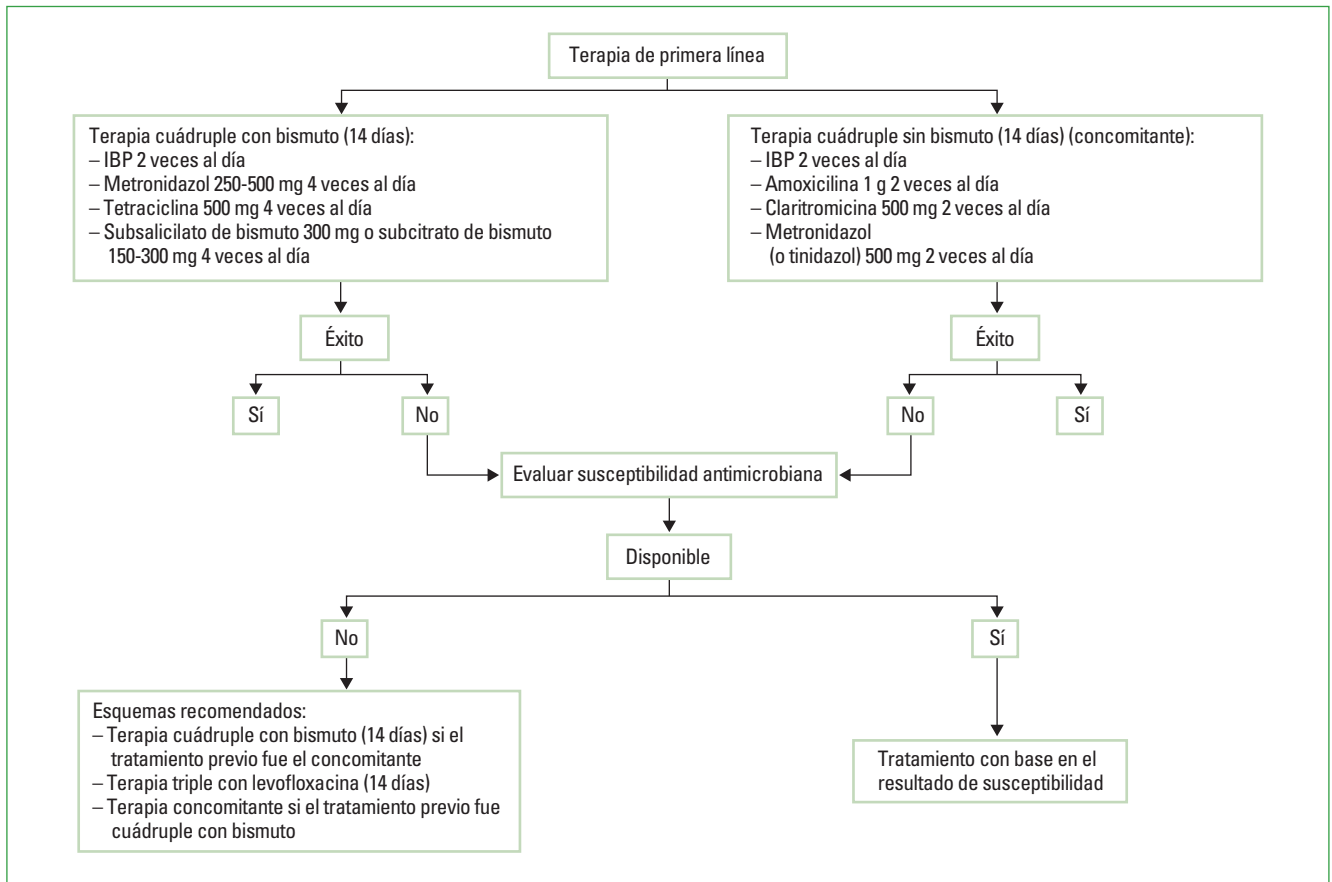 Terapia de primera línea
Terapia cuádruple con bismuto (14 días):
– IBP 2 veces al día
– Metronidazol 250-500 mg 4 veces al día
– Tetraciclina 500 mg 4 veces al día
– Subsalicilato de bismuto 300 mg o subcitrato de bismuto
150-300 mg 4 veces al día
Terapia cuádruple sin bismuto (14 días) (concomitante):
– IBP 2 veces al día
– Amoxicilina 1 g 2 veces al día
– Claritromicina 500 mg 2 veces al día
– Metronidazol
(o tinidazol) 500 mg 2 veces al día
Éxito
Éxito
Sí
No
No
Sí
Evaluar susceptibilidad antimicrobiana
Disponible
No
Sí
Esquemas recomendados:
– Terapia cuádruple con bismuto (14 días) si el
tratamiento previo fue el concomitante
– Terapia triple con levofloxacina (14 días)
– Terapia concomitante si el tratamiento previo fue
cuádruple con bismuto
Tratamiento con base en el
resultado de susceptibilidad